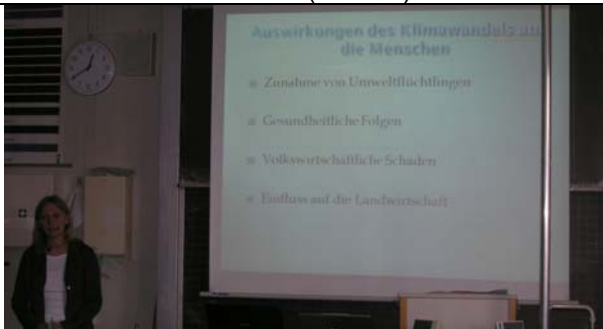 Auswirkungen des Klimawandels auf
die Menschen
Zunahme von Umweltflüchtlingen
Gesundheitliche Folgen
Volkswirtschaftliche Schäden
Einfluss auf die Landwirtschaft